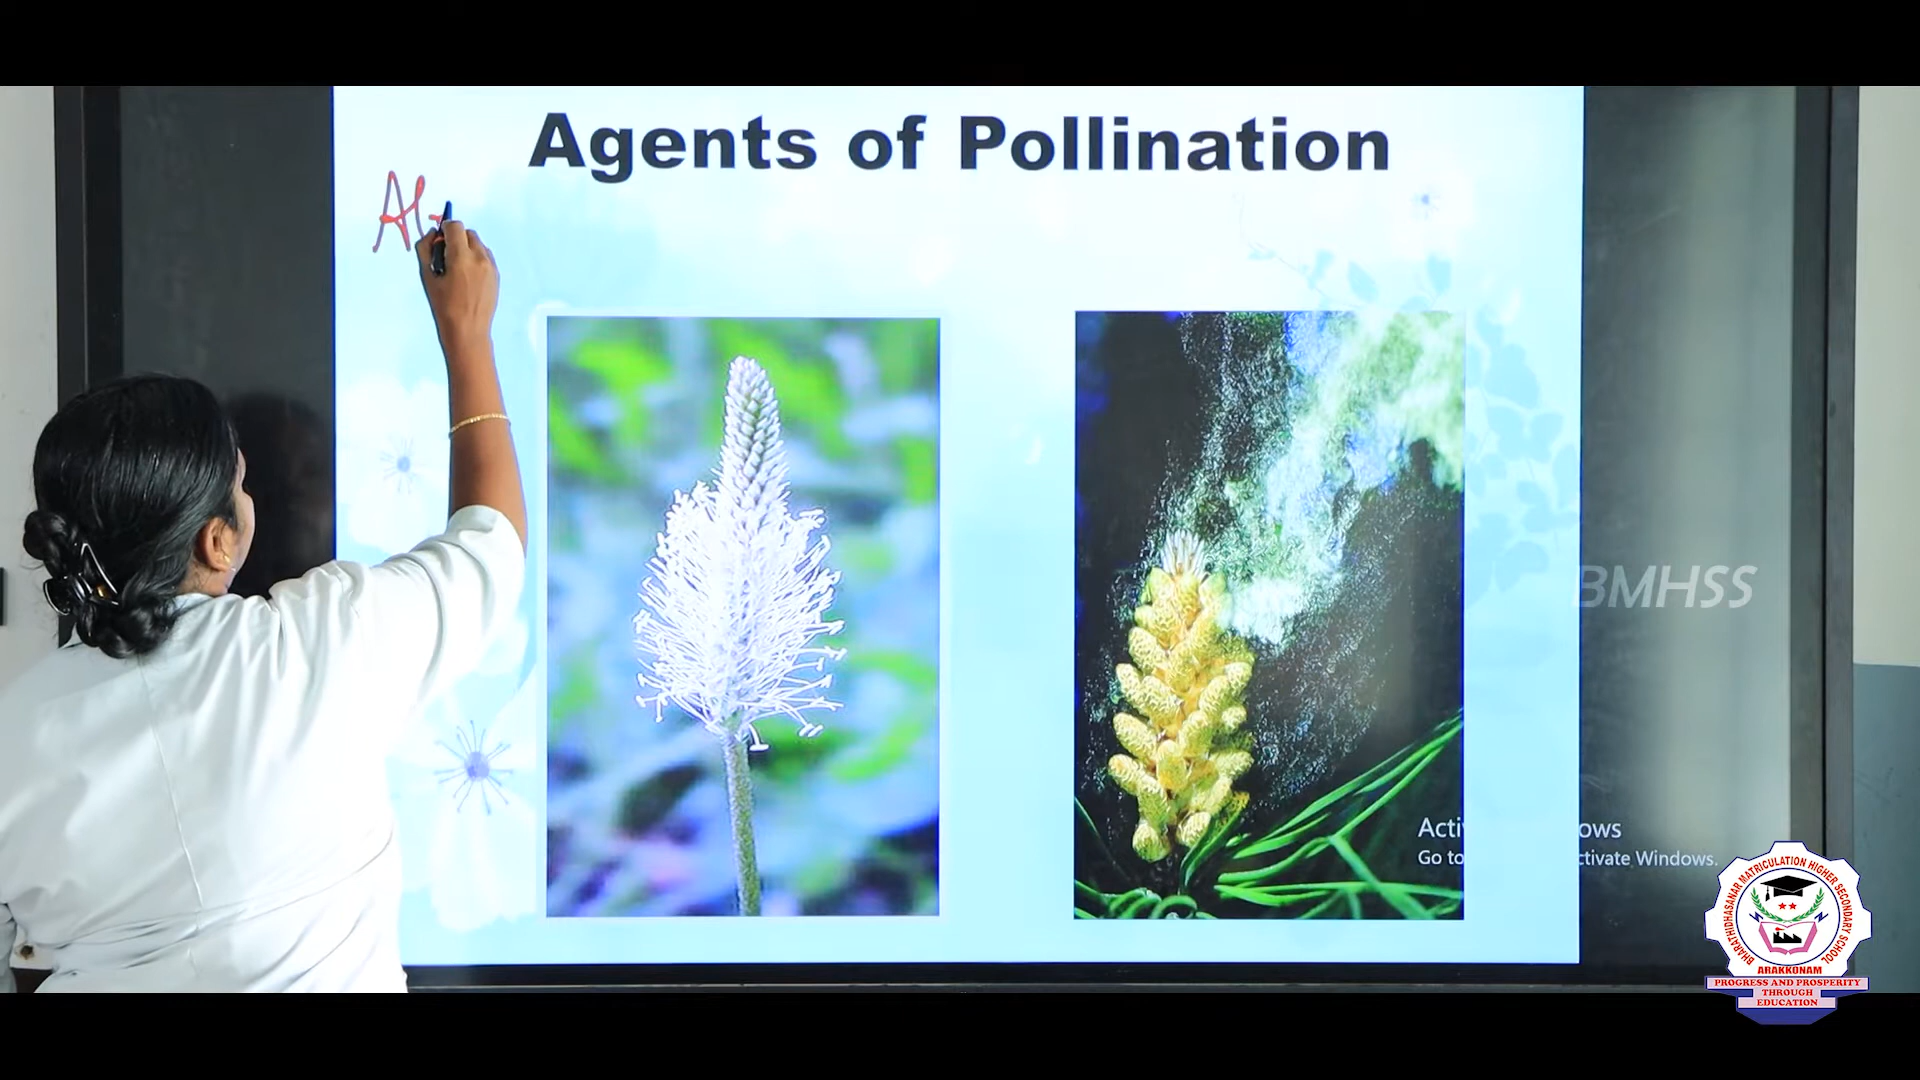 Agents of Pollination
A
BMHSS
Acti ows
Go to ctivate Windows.
BHARATHIDHASANAR MATRICULATION HIGHER SECONDARY SCHOOL
ARAKKONAM
PROGRESS AND PROSPERITY
THROUGH
EDUCATION